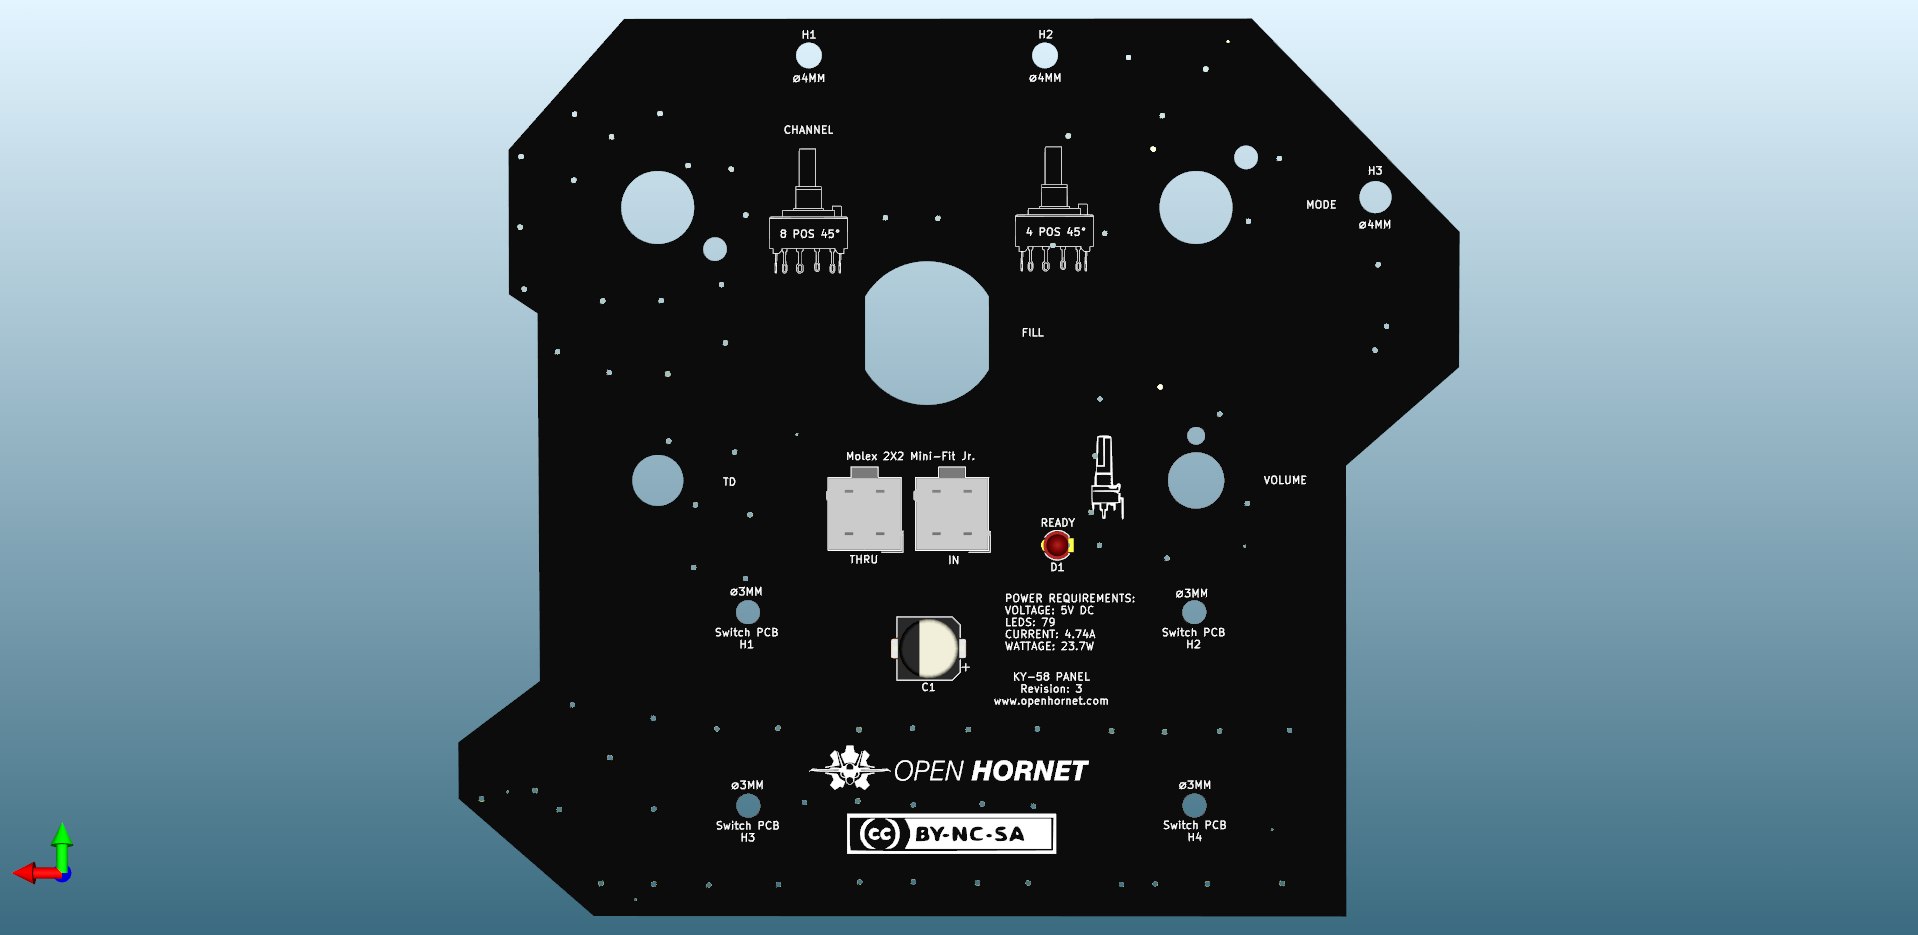 H1
H2
ø4MM
ø4MM
CHANNEL
H3
MODE
ø4MM
8 POS 45°
4 POS 45°
FILL
Molex 2X2 Mini-Fit Jr.
TD
VOLUME
READY
THRU
IN
D1
ø3MM
Switch PCB
H1
ø3MM
Switch PCB
H2
POWER REQUIREMENTS:
VOLTAGE: 5V DC
LEDS: 79
CURRENT: 4.74A
WATTAGE: 23.7W
+
C1
KY-58 PANEL
Revision: 3
www.openhornet.com
OPEN HORNET
ø3MM
Switch PCB
H3
ø3MM
Switch PCB
H4
cc BY-NC-SA